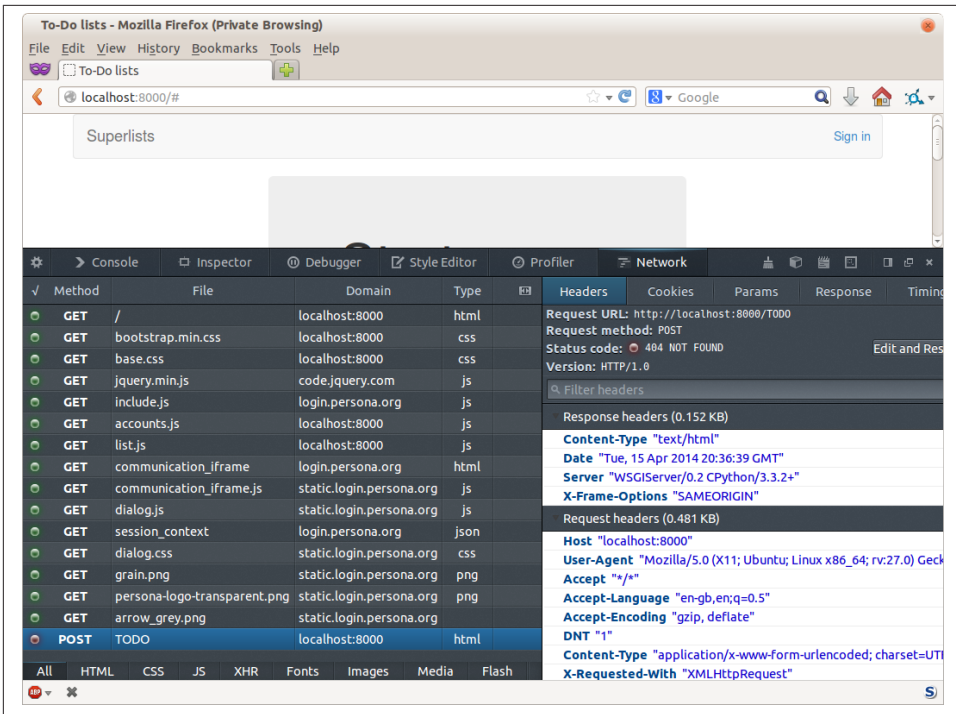 To-Do lists - Mozilla Firefox (Private Browsing)
File Edit View History Bookmarks Tools Help
To-Do lists
localhost:8000/#
Google
Superlists
Sign in
Console Inspector Debugger Style Editor Profiler Network
√ Method File Domain Type
GET / localhost:8000 html
GET bootstrap.min.css localhost:8000 css
GET base.css localhost:8000 css
GET jquery.min.js code.jquery.com js
GET include.js login.persona.org js
GET accounts.js localhost:8000 js
GET list.js localhost:8000 js
GET communication_iframe login.persona.org html
GET communication_iframe.js static.login.persona.org js
GET dialog.js static.login.persona.org js
GET session_context login.persona.org json
GET dialog.css static.login.persona.org css
GET grain.png static.login.persona.org png
GET persona-logo-transparent.png static.login.persona.org png
GET arrow_grey.png static.login.persona.org
POST TODO localhost:8000 html
All HTML CSS JS XHR Fonts Images Media Flash
Headers Cookies Params Response Timing
Request URL: http://localhost:8000/TODO
Request method: POST
Status code: 404 NOT FOUND
Edit and Res
Version: HTTP/1.0
Filter headers
Response headers (0.152 KB)
Content-Type "text/html"
Date "Tue, 15 Apr 2014 20:36:39 GMT"
Server "WSGIServer/0.2 CPython/3.3.2+"
X-Frame-Options "SAMEORIGIN"
Request headers (0.481 KB)
Host "localhost:8000"
User-Agent "Mozilla/5.0 (X11; Ubuntu; Linux x86_64; rv:27.0) Geck
Accept "*/*"
Accept-Language "en-gb,en;q=0.5"
Accept-Encoding "gzip, deflate"
DNT "1"
Content-Type "application/x-www-form-urlencoded; charset=UTF
X-Requested-With "XMLHttpRequest"
ABP
S